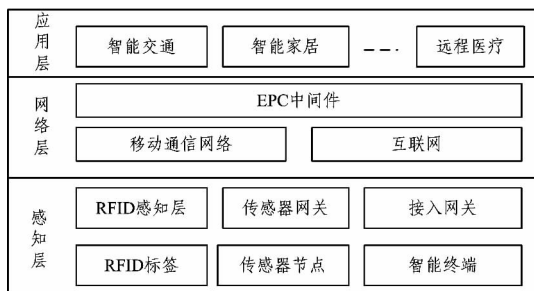 应用层
智能交通 智能家居 远程医疗
网络层
EPC中间件
移动通信网络 互联网
感知层
RFID感知层 传感器网关 接入网关
RFID标签 传感器节点 智能终端